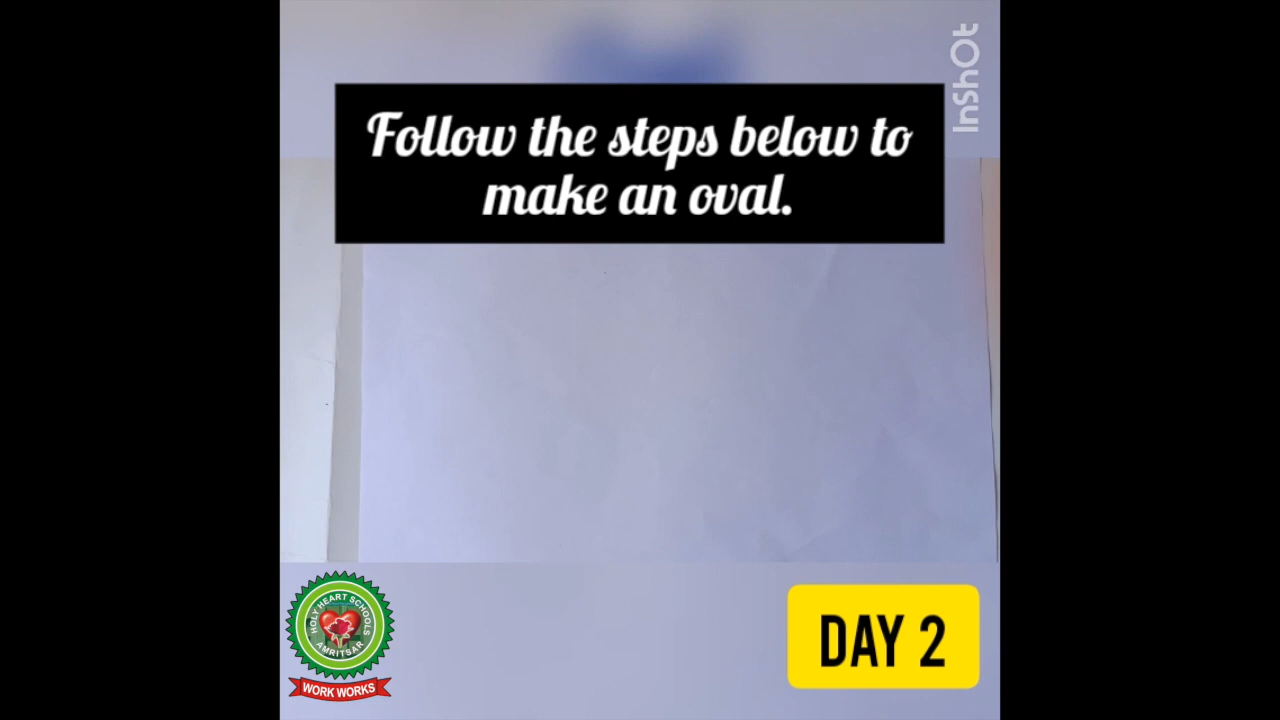 InShOt
Follow the steps below to
make an oval.
HOLY HEART SCHOOLS
AMRITSAR
WORK WORKS
DAY 2